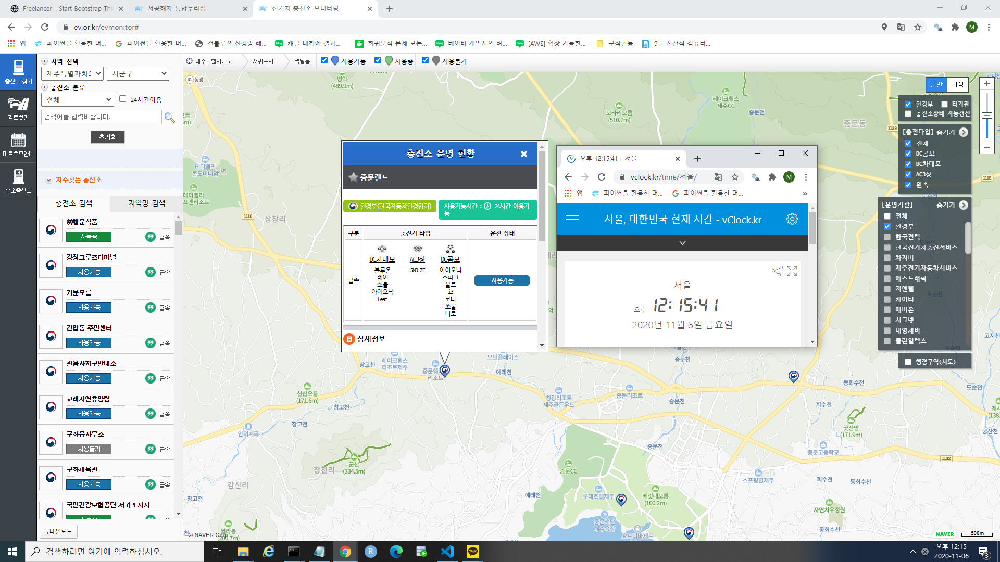 Freelancer - Start Bootstrap The
저공해차 통합누리집
전기차 충전소 모니터링
ev.or.kr/evmonitor#
M
앱
파이썬을 활용한 머...
파이썬을 활용한 머...
컨볼루션 신경망 레...
캐글 대회에 결과...
회귀분석 문제 보는...
베이비 개발자의 벼...
[AWS] 확장 가능한...
구직활동
9급 전산직 컴퓨터...
충전소 찾기
경로찾기
마트휴무안내
수소충전소
지역 선택
제주특별자치도
시군구
충전소 분류
전체
24시간이용
검색어를 입력바랍니다.
초기화
자주찾는 충전소
충전소 검색
지역명 검색
㈜행운식품
사용중
급속
강정크루즈터미널
사용가능
급속
거문오름
사용가능
급속
건입동 주민센터
사용가능
급속
관음사지구안내소
사용가능
급속
교래자연휴양림
사용가능
급속
구좌읍사무소
사용불가
급속
구좌체육관
사용가능
급속
국민건강보험공단 서귀포지사
다운로드
제주특별자치도
서귀포시
색달동
사용가능
사용중
사용불가
IC 동광
병악
(489.9m)
레이크힐스
제주CC
중문천
모라리오름
(510.7m)
중문동
1139
고지천
1115
테디밸리
콘도미니엄
테디밸리
프앤리조트
상창리
1116
충전소 운영 현황
중문랜드
환경부(한국자동차환경협회)
사용가능시간 : 24시간 이용가
능
구분
충전기 타입
운전 상태
급속
DC차데모
블루온
레이
쏘울
아이오닉
Leaf
AC3상
SM3 ZE
DC콤보
아이오닉
스파크
볼트
i3
코나
쏘울
니로
사용가능
상세정보
오후 12:15:41 - 서울
vclock.kr/time/서울/
M
앱
파이썬을 활용한 머...
파이썬을 활용한 머...
»
서울, 대한민국 현재 시간 - vClock.kr
서울
오후 12:15:41
2020년 11월 6일 금요일
일반
위성
환경부
타기관
충전소상태 자동갱신
[충전타입] 숨기기
전체
DC콤보
DC차데모
AC3상
완속
[운영기관] 숨기기
전체
환경부
한국전력
한국전기차충전서비스
차지비
제주전기자동차서비스
에스트래픽
지엔텔
케이티
에버온
시그넷
대영채비
클린일렉스
행정구역(시도)
창고천
레이크힐스
리조트제주
모던플레이스
예래천
중문천
고지천
도순천
신산오름
(171.6m)
창고천
창고천
안덕계곡
청광리조트
제주골든우드
중문리조트
중문천
동회수천
도순천
회수천
굿산망
(171.9m)
궁산천
중문고등학교
1132
중문천
군산
(334.5m)
창천리
감산리
창고천
중문CC
예래천
롯데호텔제주
베릿내오름
(100.2m)
스프링힐제주
회수천
동회수천
자연치유정원
월라봉
(200.7m)
중문색달
해수욕장
요트비바제트
동회수천
© NAVER Corp.
NAVER
500m
검색하려면 여기에 입력하십시오.
R
TALK
오후 12:15
2020-11-06
3